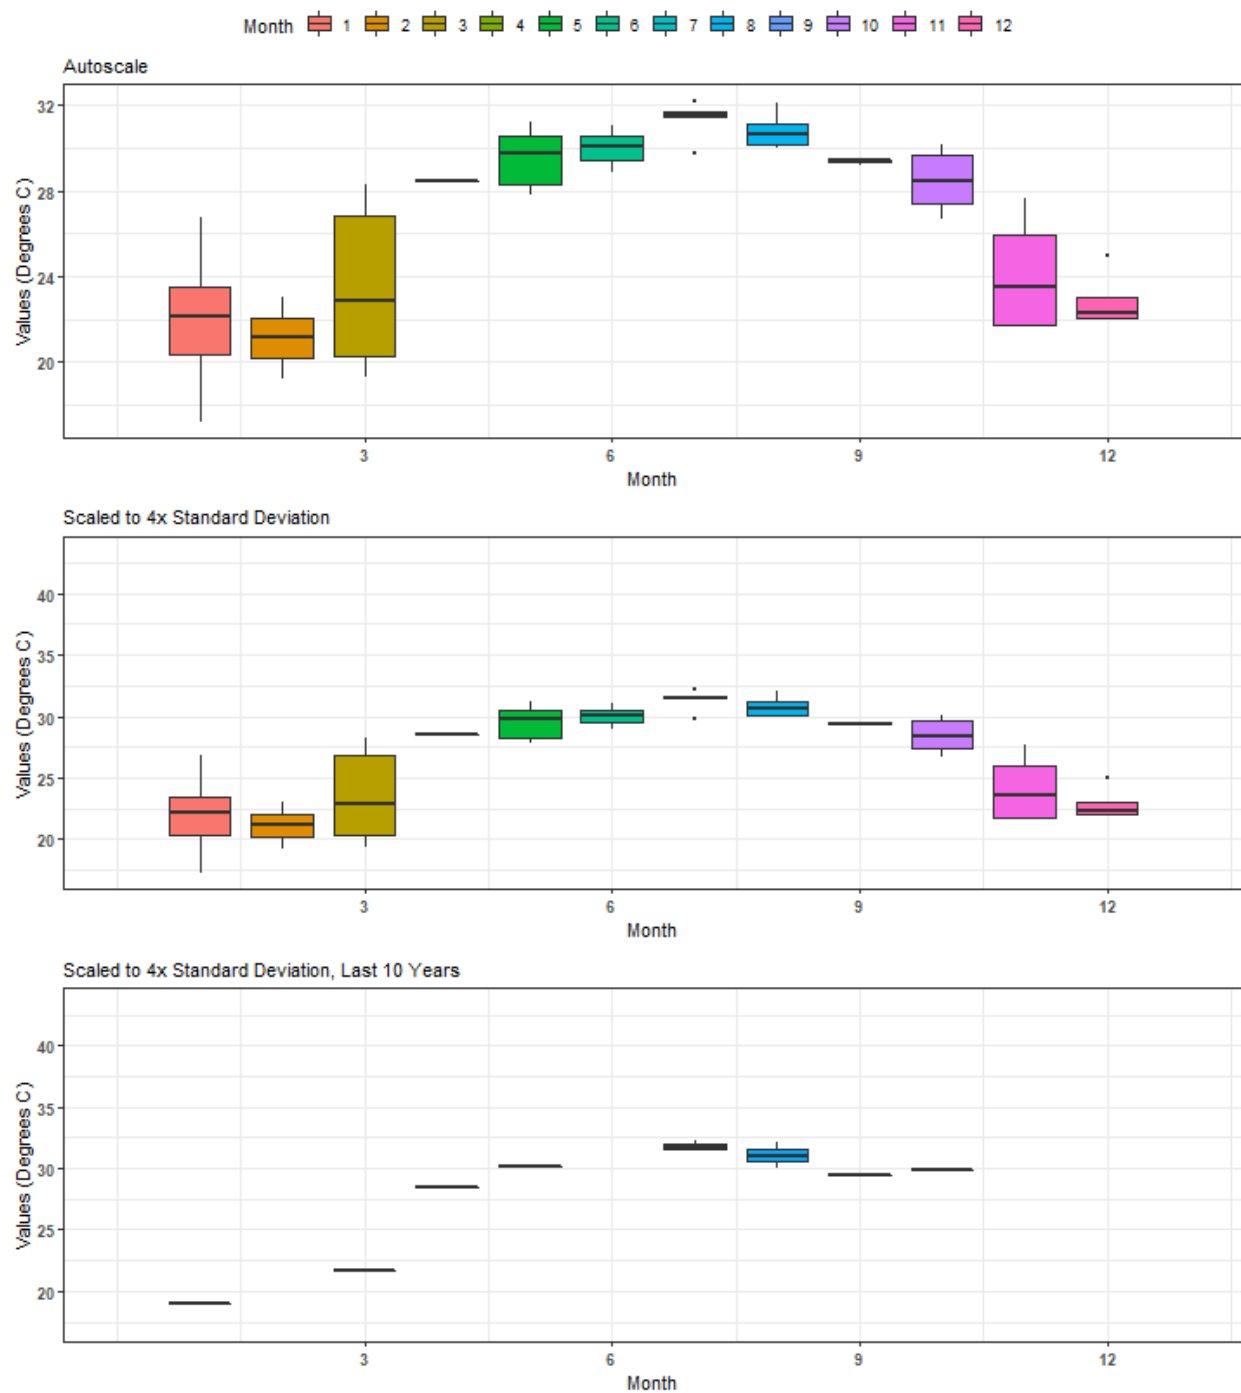 Month 1 2 3 4 5 6 7 8 9 10 11 12
Autoscale
Values (Degrees C)
32
28
24
20
3 6 9 12
Month
Scaled to 4x Standard Deviation
Values (Degrees C)
40
35
30
25
20
3 6 9 12
Month
Scaled to 4x Standard Deviation, Last 10 Years
Values (Degrees C)
40
35
30
25
20
3 6 9 12
Month